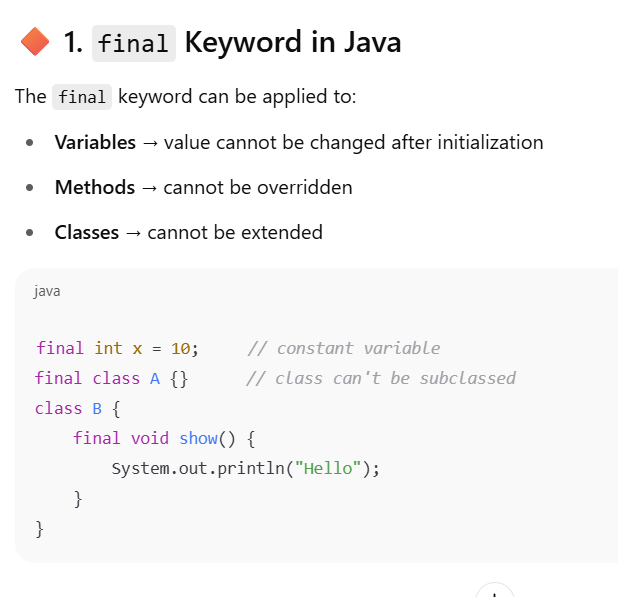 1. final Keyword in Java
The final keyword can be applied to:
• Variables → value cannot be changed after initialization
• Methods → cannot be overridden
• Classes → cannot be extended
java
final int x = 10;     // constant variable
final class A {}      // class can't be subclassed
class B {
    final void show() {
        System.out.println("Hello");
    }
}